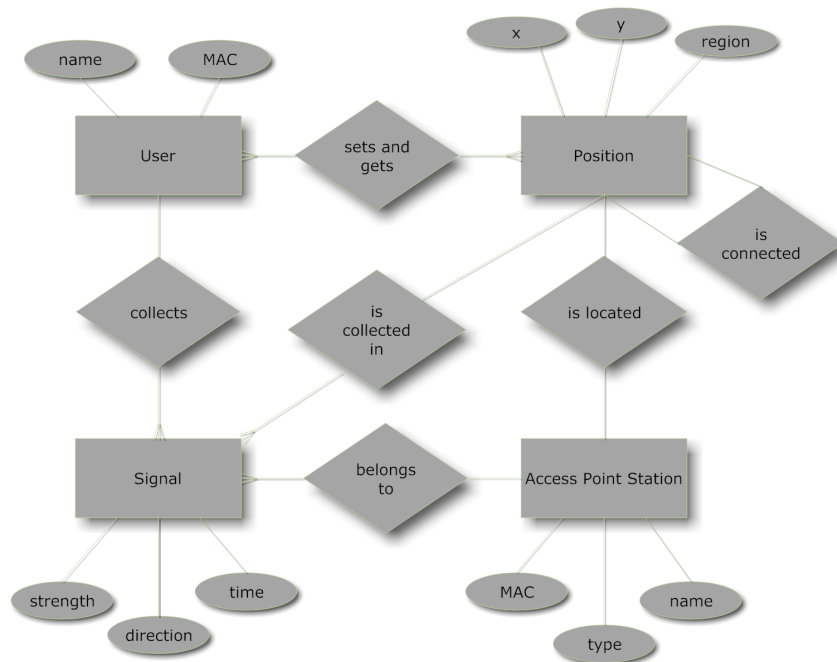 x
y
region
name
MAC
User
sets and
gets
Position
is
connected
collects
is
collected
in
is located
Signal
belongs
to
Access Point Station
strength
direction
time
MAC
type
name